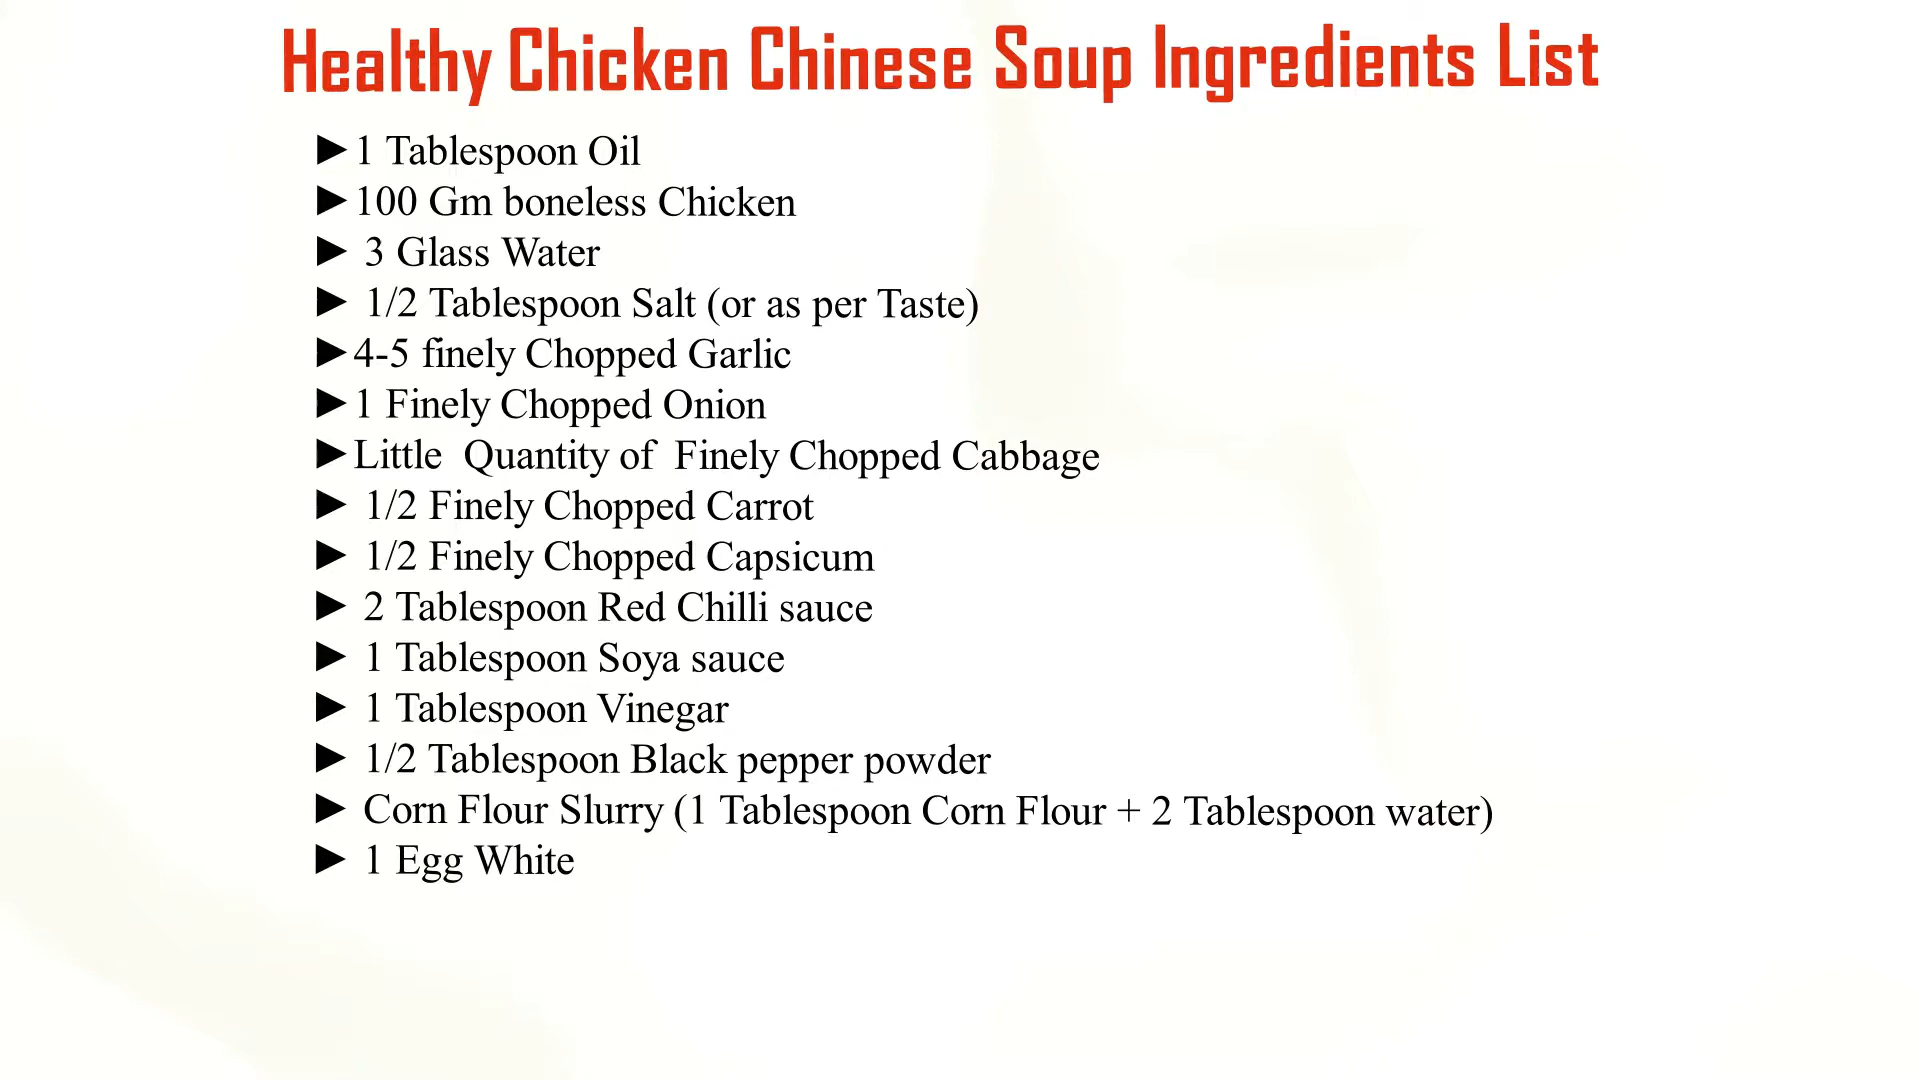 Healthy Chicken Chinese Soup Ingredients List
►1 Tablespoon Oil
►100 Gm boneless Chicken
► 3 Glass Water
► 1/2 Tablespoon Salt (or as per Taste)
►4-5 finely Chopped Garlic
►1 Finely Chopped Onion
►Little  Quantity of  Finely Chopped Cabbage
► 1/2 Finely Chopped Carrot
► 1/2 Finely Chopped Capsicum
► 2 Tablespoon Red Chilli sauce
► 1 Tablespoon Soya sauce
► 1 Tablespoon Vinegar
► 1/2 Tablespoon Black pepper powder
► Corn Flour Slurry (1 Tablespoon Corn Flour + 2 Tablespoon water)
► 1 Egg White